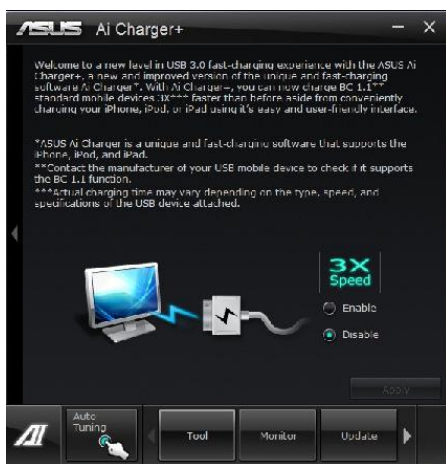 ASUS Ai Charger+
Welcome to a new level in USB 3.0 fast-charging experience with the ASUS Ai
Charger+, a new and improved version of the unique and fast-charging
software Ai Charger*. With Ai Charger+, you can now charge BC 1.1**
standard mobile devices 3X*** faster than before aside from conveniently
charging your iPhone, iPod, or iPad using it's easy and user-friendly interface.
*ASUS Ai Charger is a unique and fast-charging software that supports the
iPhone, iPod, and iPad.
**Contact the manufacturer of your USB mobile device to check if it supports
the BC 1.1 function.
***Actual charging time may vary depending on the type, speed, and
specifications of the USB device attached.
3X
Speed
Enable
Disable
Apply
AI
Auto
Tuning
Tool
Monitor
Update